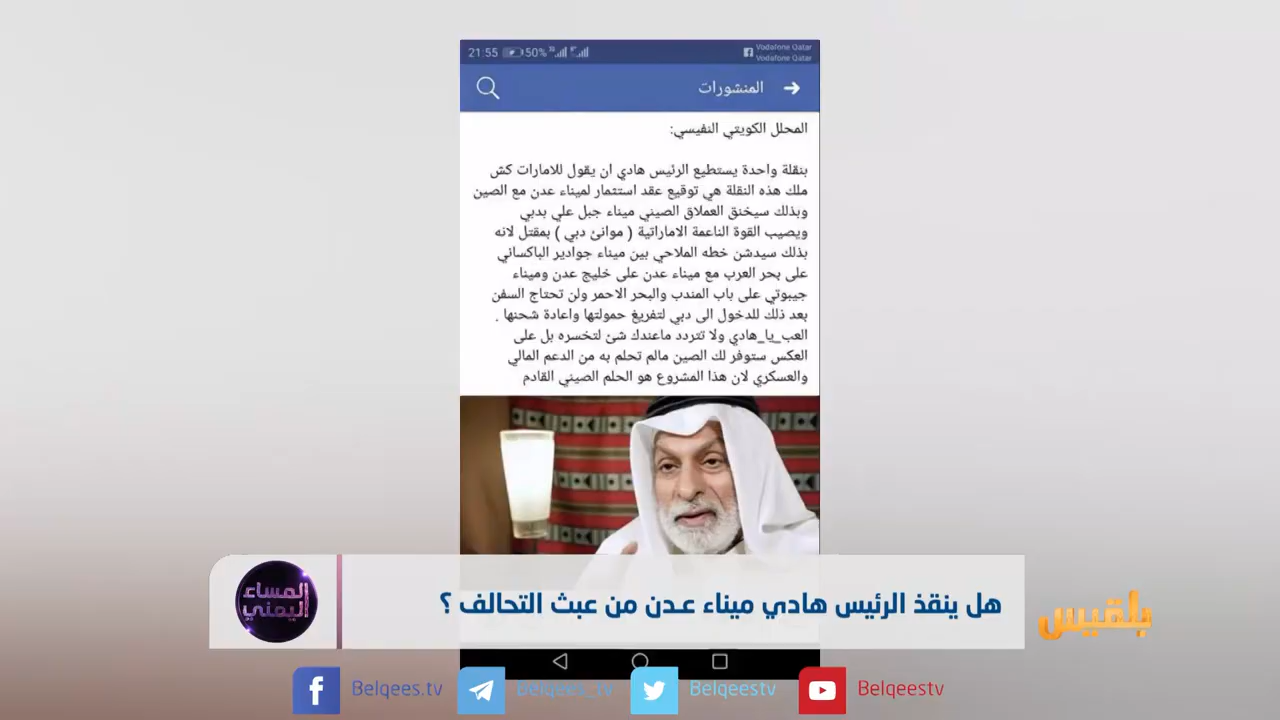 21:55 50% Vodafone Qatar
Vodafone Qatar
المنشورات
المحلل الكويتي النفيسي:
بنقلة واحدة يستطيع الرئيس هادي ان يقول للامارات كش
ملك هذه النقلة هي توقيع عقد استثمار لميناء عدن مع الصين
وبذلك سيخنق العملاق الصيني ميناء جبل علي بدبي
ويصيب القوة الناعمة الاماراتية ( موانئ دبي ) بمقتل لانه
بذلك سيدشن خطه الملاحي بين ميناء جوادير الباكساني
على بحر العرب مع ميناء عدن على خليج عدن وميناء
جيبوتي على باب المندب والبحر الاحمر ولن تحتاج السفن
بعد ذلك للدخول الى دبي لتفريغ حمولتها واعادة شحنها .
العب_يا_هادي ولا تتردد ماعندك شئ لتخسره بل على
العكس ستوفر لك الصين مالم تحلم به من الدعم المالي
والعسكري لان هذا المشروع هو الحلم الصيني القادم
هل ينقذ الرئيس هادي ميناء عـدن من عبث التحالف ؟
المساء
اليمني
بلقيس
Belqees.tv
Belqees_tv
Belqeestv
Belqeestv